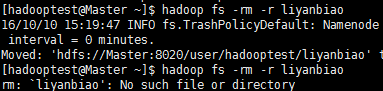 [hadooptest@Master ~]$ hadoop fs -rm -r liyanbiao
16/10/10 15:19:47 INFO fs.TrashPolicyDefault: Namenode
 interval = 0 minutes.
Moved: 'hdfs://Master:8020/user/hadooptest/liyanbiao' t
[hadooptest@Master ~]$ hadoop fs -rm -r liyanbiao
rm: `liyanbiao': No such file or directory